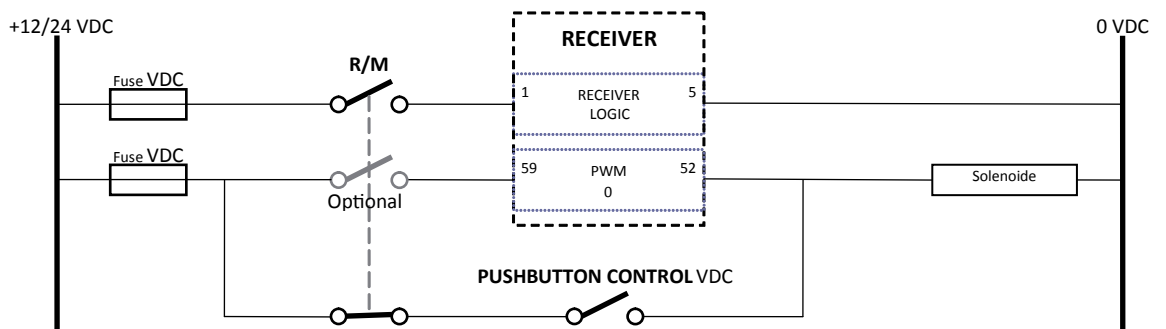 +12/24 VDC
0 VDC
RECEIVER
R/M
Fuse VDC
1
RECEIVER
LOGIC
5
Fuse VDC
59
PWM
0
52
Solenoide
Optional
PUSHBUTTON CONTROL VDC